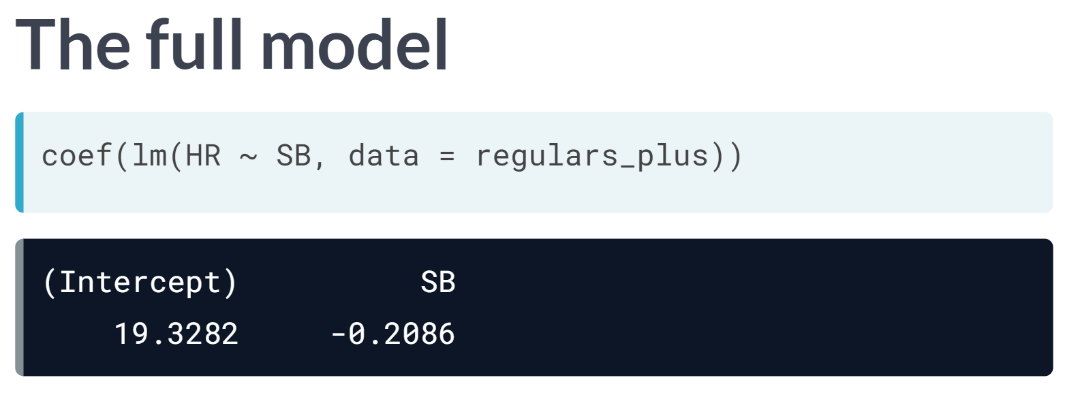 The full model
coef(lm(HR ~ SB, data = regulars_plus))
(Intercept)          SB
    19.3282     -0.2086